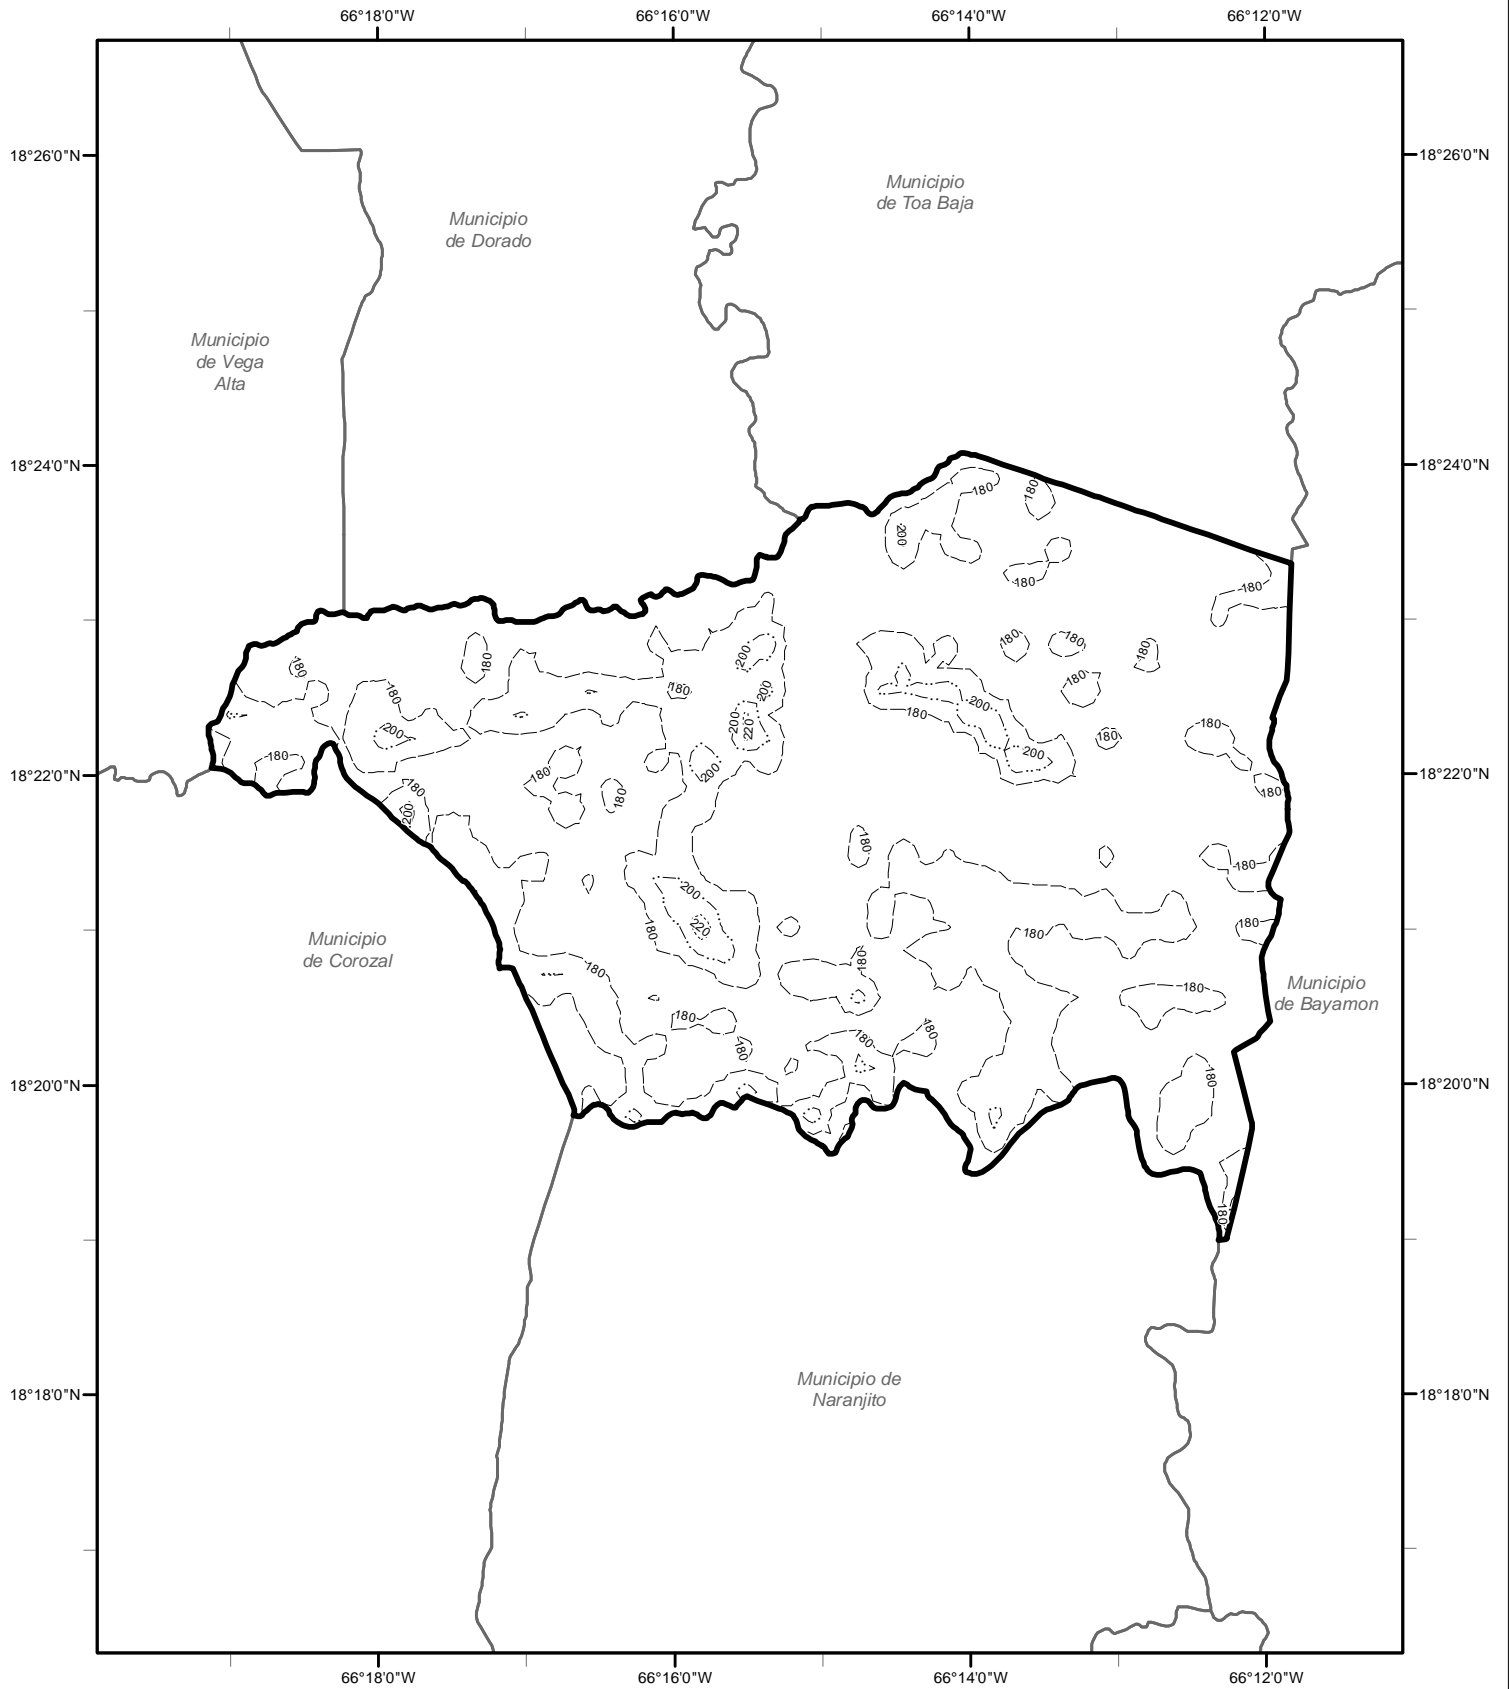 66°18'0"W
66°16'0"W
66°14'0"W
66°12'0"W
18°26'0"N
18°26'0"N
Municipio
de Toa Baja
Municipio
de Dorado
Municipio
de Vega
Alta
18°24'0"N
18°24'0"N
180
180
200
180
180
180
180
180
180
200
180
180
180
180
200
180
200
180
200
200
220
180
200
180
200
180
200
18°22'0"N
18°22'0"N
180
180
180
180
200
180
180
200
180
220
180
180
Municipio
de Corozal
180
180
Municipio
de Bayamon
180
180
180
180
180
18°20'0"N
18°20'0"N
180
180
Municipio de
Naranjito
18°18'0"N
18°18'0"N
66°18'0"W
66°16'0"W
66°14'0"W
66°12'0"W